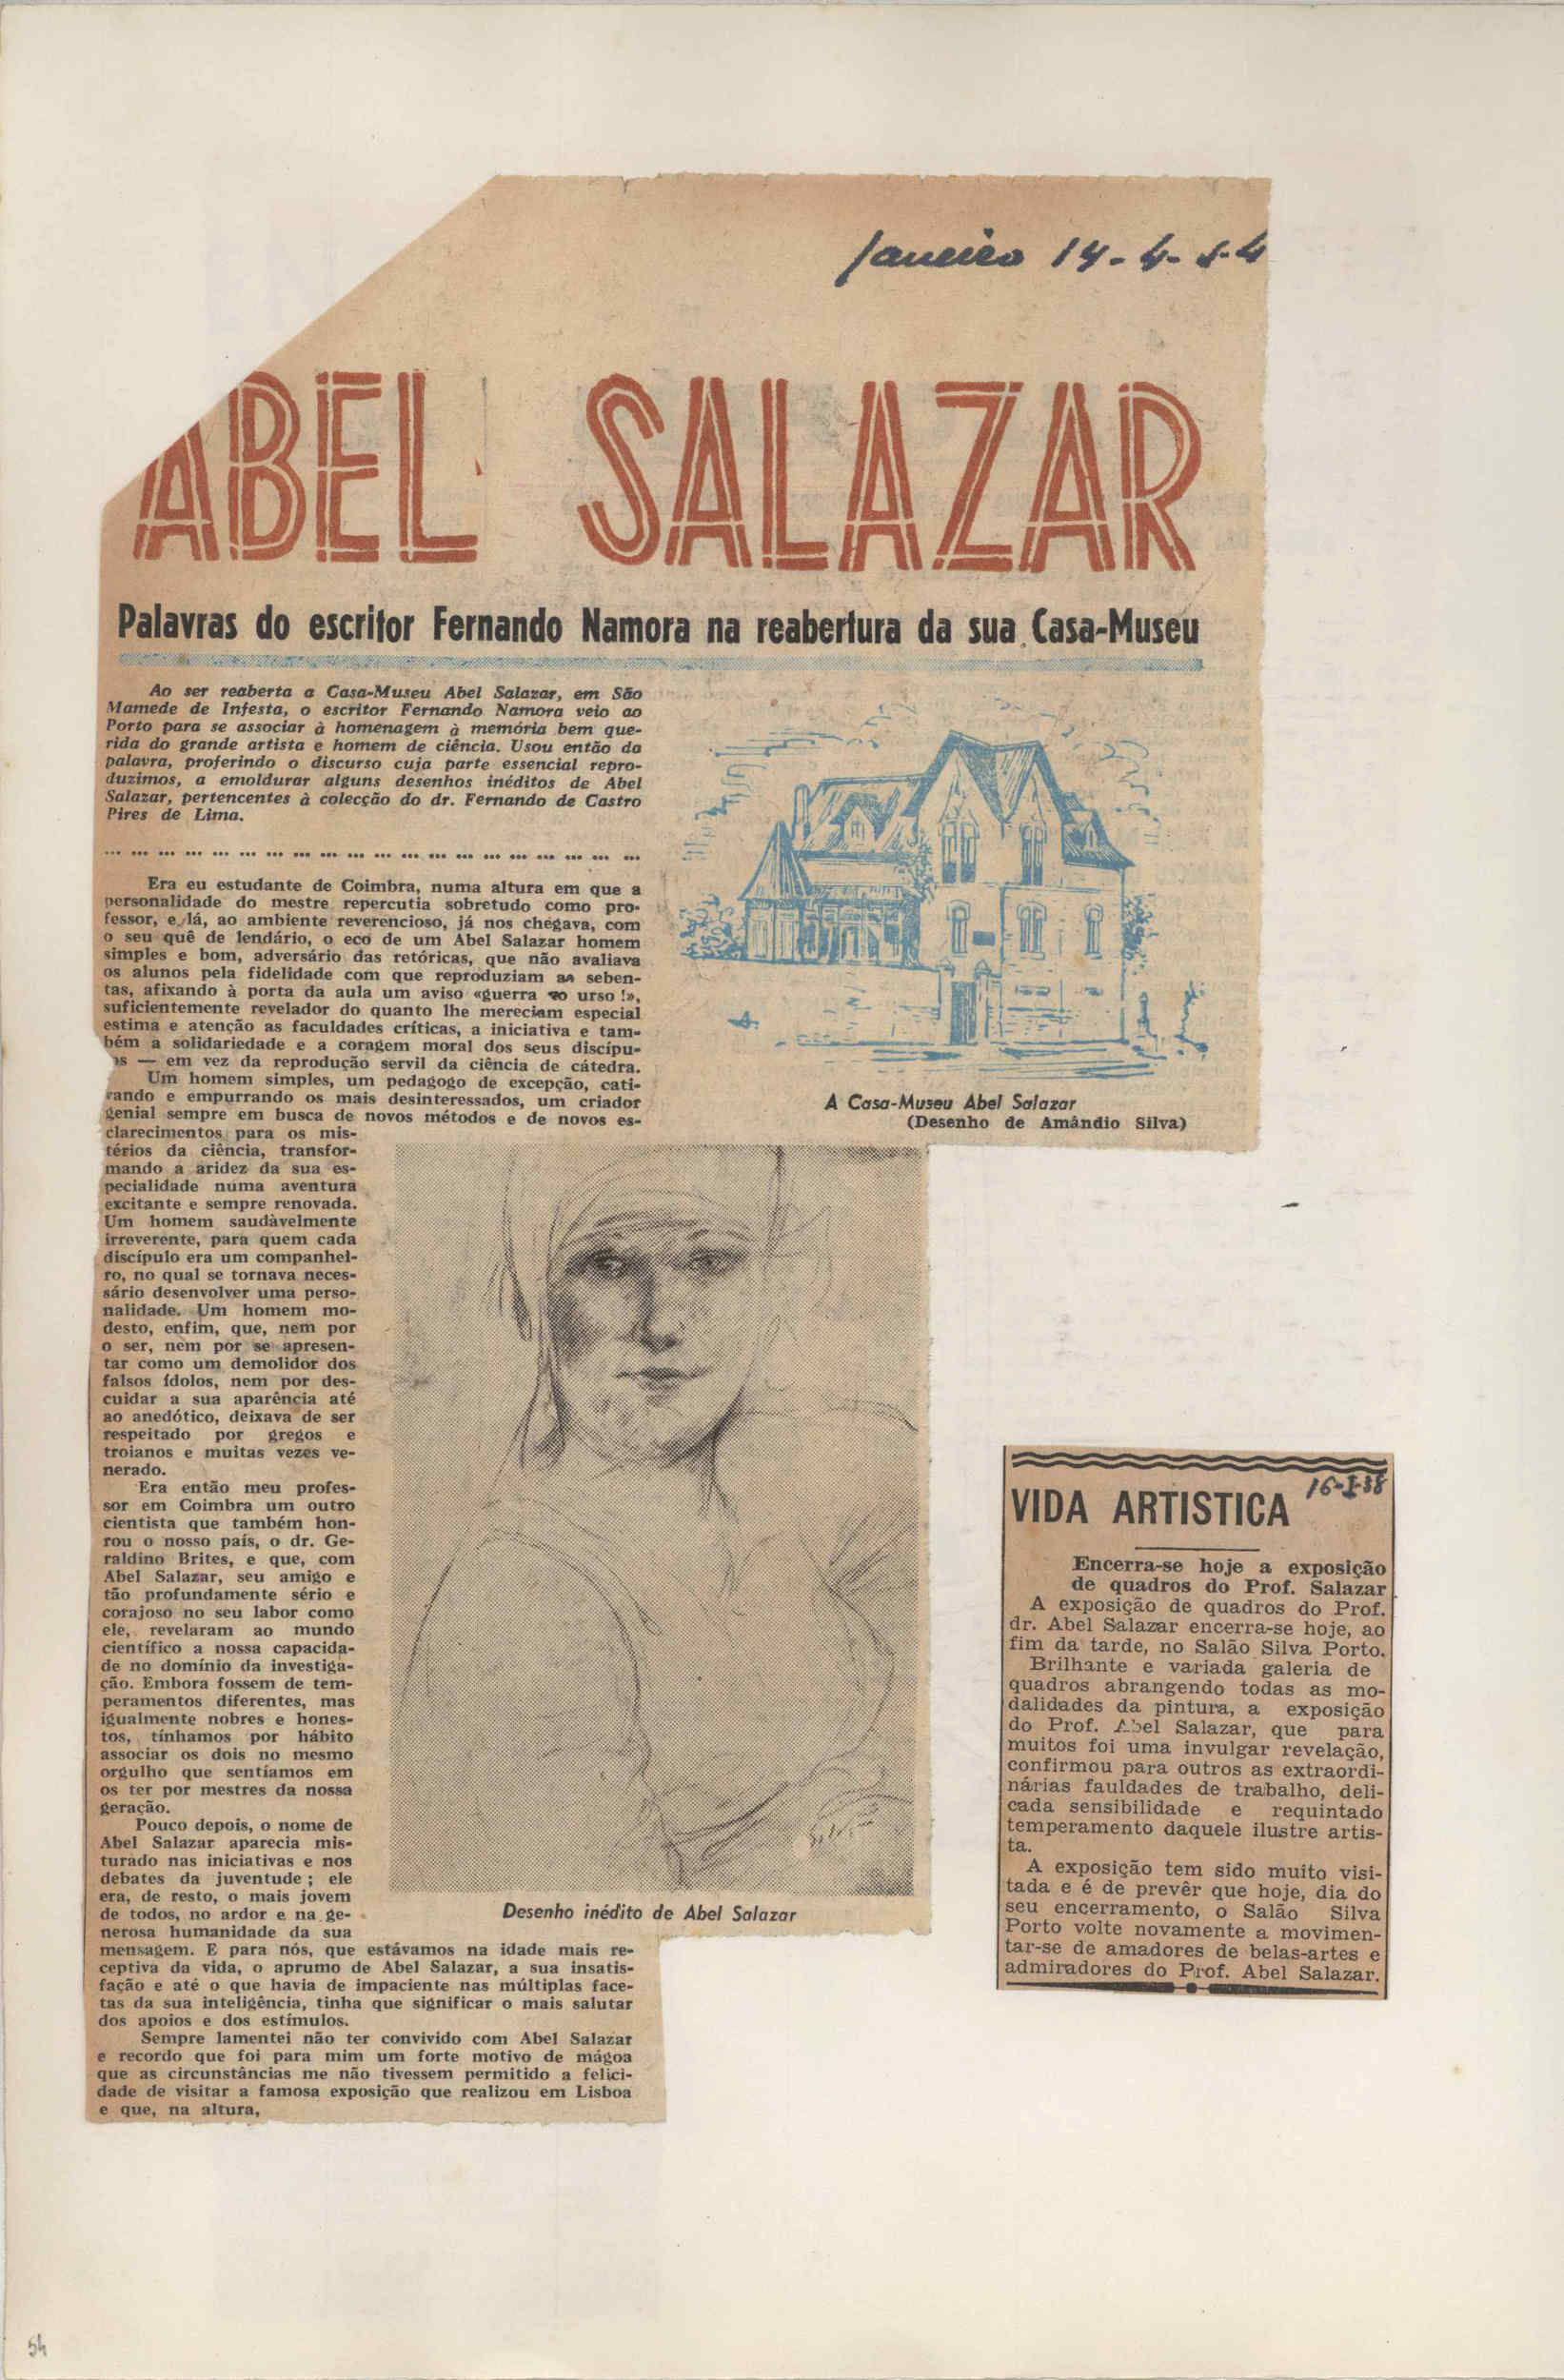 Janeiro 14-4-54
ABEL SALAZAR
Palavras do escritor Fernando Namora na reabertura da sua Casa-Museu
Ao ser reaberta a Casa-Museu Abel Salazar, em São
Mamede de Infesta, o escritor Fernando Namora veio ao
Porto para se associar à homenagem à memória bem que-
rida do grande artista e homem de ciência. Usou então da
palavra, proferindo o discurso cuja parte essencial repro-
duzimos, a emoldurar alguns desenhos inéditos de Abel
Salazar, pertencentes à colecção do dr. Fernando de Castro
Pires de Lima.
... ... ... ... ... ... ... ... ... ... ... ... ... ... ... ... ... ... ... ...
Era eu estudante de Coimbra, numa altura em que a
personalidade do mestre repercutia sobretudo como pro-
fessor, e lá, ao ambiente reverencioso, já nos chegava, com
o seu quê de lendário, o eco de um Abel Salazar homem
simples e bom, adversário das retóricas, que não avaliava
os alunos pela fidelidade com que reproduziam as seben-
tas, afixando à porta da aula um aviso «guerra ao urso!»,
suficientemente revelador do quanto lhe mereciam especial
estima e atenção as faculdades críticas, a iniciativa e tam-
bém a solidariedade e a coragem moral dos seus discípu-
os — em vez da reprodução servil da ciência de cátedra.
Um homem simples, um pedagogo de excepção, cati-
vando e empurrando os mais desinteressados, um criador
genial sempre em busca de novos métodos e de novos es-
clarecimentos para os mis-
térios da ciência, transfor-
mando a aridez da sua es-
pecialidade numa aventura
excitante e sempre renovada.
Um homem saudàvelmente
irreverente, para quem cada
discípulo era um companhei-
ro, no qual se tornava neces-
sário desenvolver uma perso-
nalidade. Um homem mo-
desto, enfim, que, nem por
o ser, nem por se apresen-
tar como um demolidor dos
falsos ídolos, nem por des-
cuidar a sua aparência até
ao anedótico, deixava de ser
respeitado por gregos e
troianos e muitas vezes ve-
nerado.
Era então meu profes-
sor em Coimbra um outro
cientista que também hon-
rou o nosso país, o dr. Ge-
raldino Brites, e que, com
Abel Salazar, seu amigo e
tão profundamente sério e
corajoso no seu labor como
ele, revelaram ao mundo
científico a nossa capacida-
de no domínio da investiga-
ção. Embora fossem de tem-
peramentos diferentes, mas
igualmente nobres e hones-
tos, tínhamos por hábito
associar os dois no mesmo
orgulho que sentíamos em
os ter por mestres da nossa
geração.
Pouco depois, o nome de
Abel Salazar aparecia mis-
turado nas iniciativas e nos
debates da juventude; ele
era, de resto, o mais jovem
de todos, no ardor e na ge-
nerosa humanidade da sua
mensagem. E para nós, que estávamos na idade mais re-
ceptiva da vida, o aprumo de Abel Salazar, a sua insatis-
fação e até o que havia de impaciente nas múltiplas face-
tas da sua inteligência, tinha que significar o mais salutar
dos apoios e dos estímulos.
Sempre lamentei não ter convivido com Abel Salazar
e recordo que foi para mim um forte motivo de mágoa
que as circunstâncias me não tivessem permitido a felici-
dade de visitar a famosa exposição que realizou em Lisboa
e que, na altura,
A Casa-Museu Abel Salazar
(Desenho de Amândio Silva)
Desenho inédito de Abel Salazar
16-I-38
VIDA ARTISTICA
Encerra-se hoje a exposição
de quadros do Prof. Salazar
A exposição de quadros do Prof.
dr. Abel Salazar encerra-se hoje, ao
fim da tarde, no Salão Silva Porto.
Brilhante e variada galeria de
quadros abrangendo todas as mo-
dalidades da pintura, a exposição
do Prof. Abel Salazar, que para
muitos foi uma invulgar revelação,
confirmou para outros as extraordi-
nárias fauldades de trabalho, deli-
cada sensibilidade e requintado
temperamento daquele ilustre artis-
ta.
A exposição tem sido muito visi-
tada e é de prevêr que hoje, dia do
seu encerramento, o Salão Silva
Porto volte novamente a movimen-
tar-se de amadores de belas-artes e
admiradores do Prof. Abel Salazar.
54